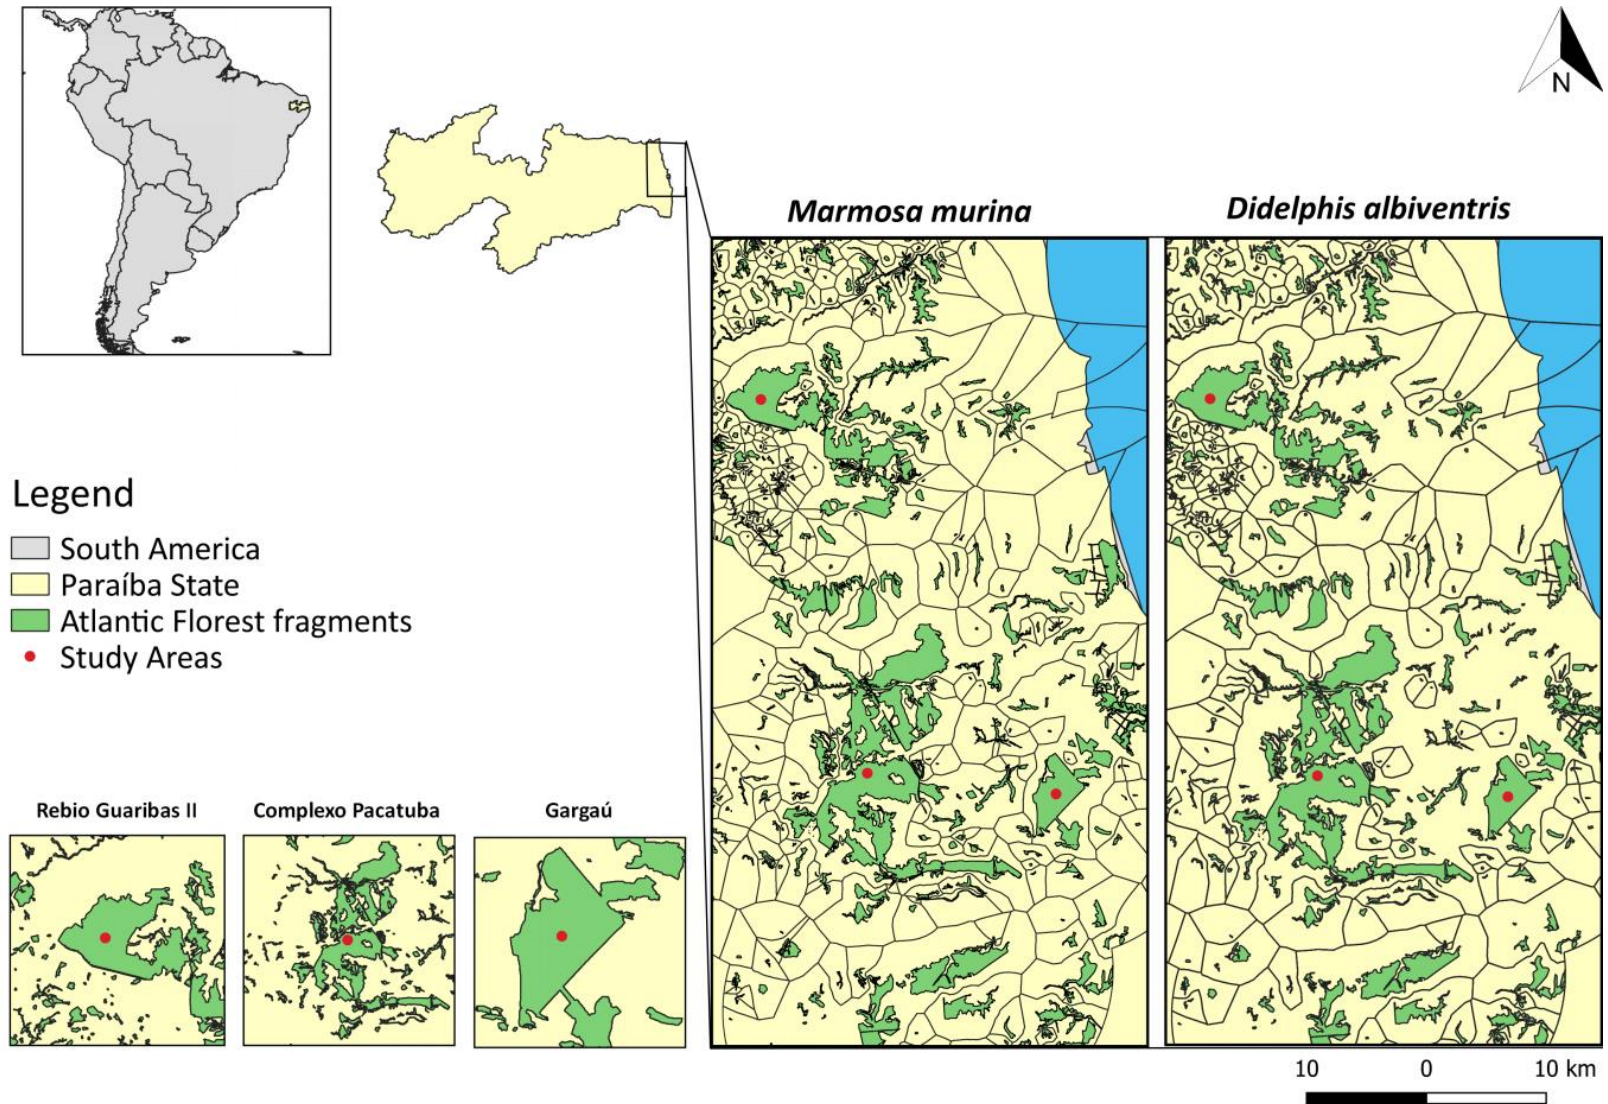 N
Marmosa murina
Didelphis albiventris
Legend
South America
Paraíba State
Atlantic Florest fragments
Study Areas
Rebio Guaribas II
Complexo Pacatuba
Gargaú
10 0 10 km